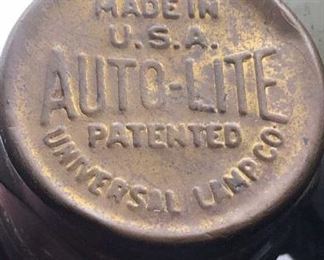 MADE IN
U.S.A.
AUTO-LITE
PATENTED
UNIVERSAL LAMP CO